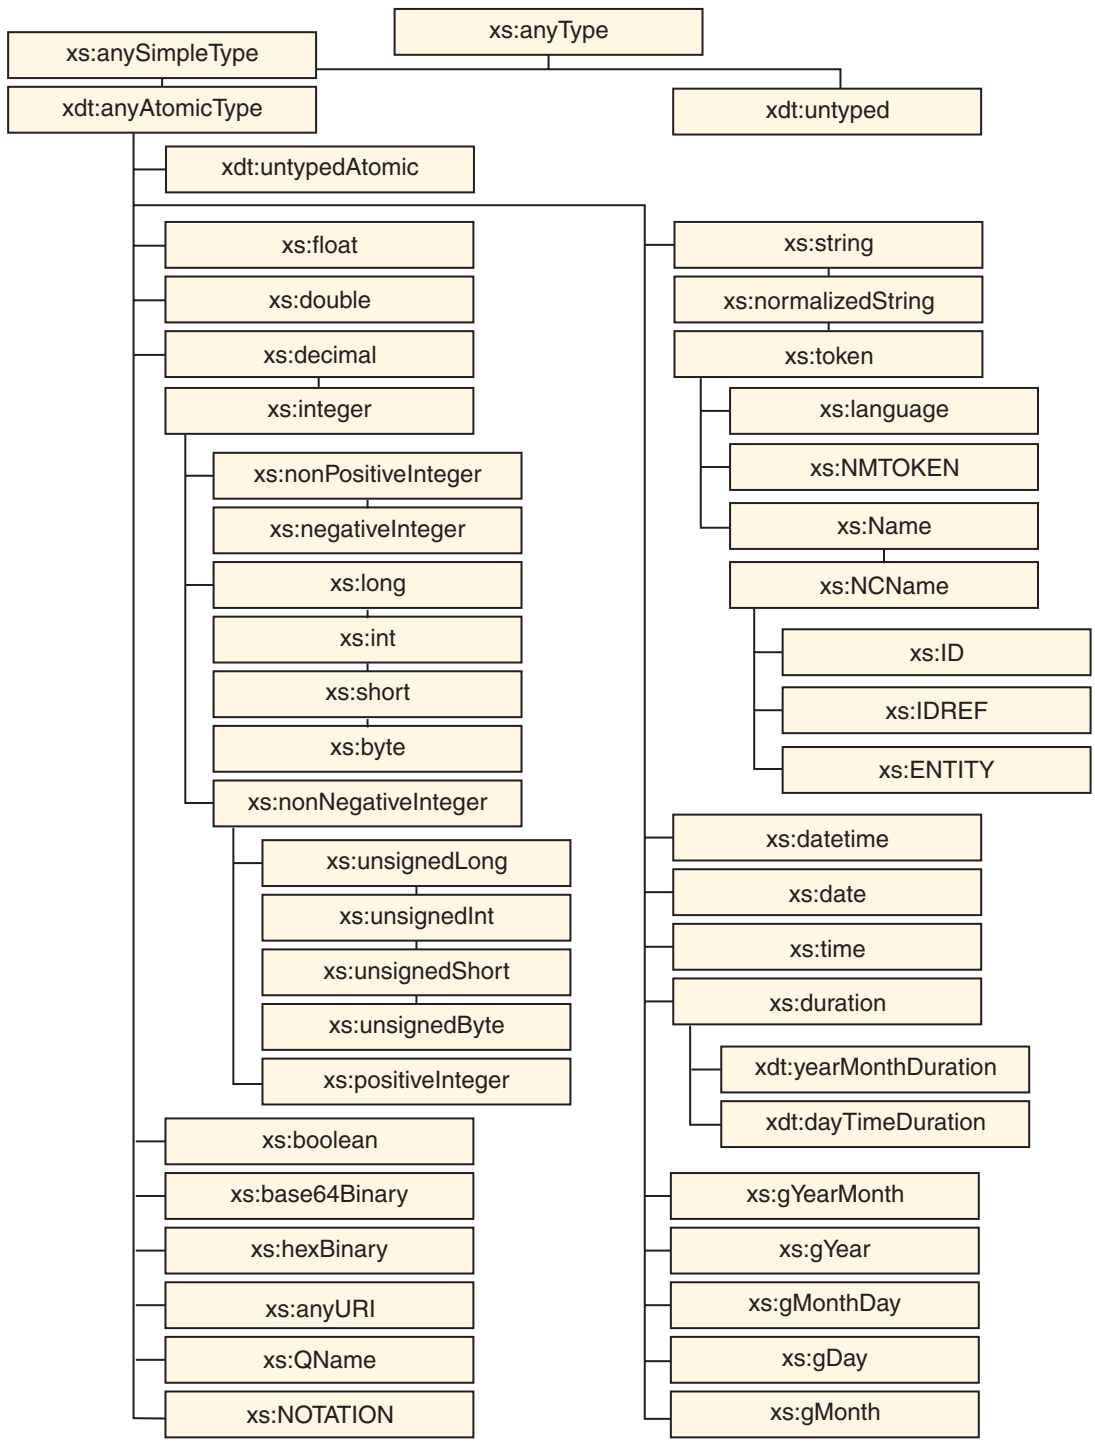 xs:anyType
xs:anySimpleType
xdt:anyAtomicType
xdt:untyped
xdt:untypedAtomic
xs:float
xs:double
xs:decimal
xs:integer
xs:nonPositiveInteger
xs:negativeInteger
xs:long
xs:int
xs:short
xs:byte
xs:nonNegativeInteger
xs:unsignedLong
xs:unsignedInt
xs:unsignedShort
xs:unsignedByte
xs:positiveInteger
xs:boolean
xs:base64Binary
xs:hexBinary
xs:anyURI
xs:QName
xs:NOTATION
xs:string
xs:normalizedString
xs:token
xs:language
xs:NMTOKEN
xs:Name
xs:NCName
xs:ID
xs:IDREF
xs:ENTITY
xs:datetime
xs:date
xs:time
xs:duration
xdt:yearMonthDuration
xdt:dayTimeDuration
xs:gYearMonth
xs:gYear
xs:gMonthDay
xs:gDay
xs:gMonth